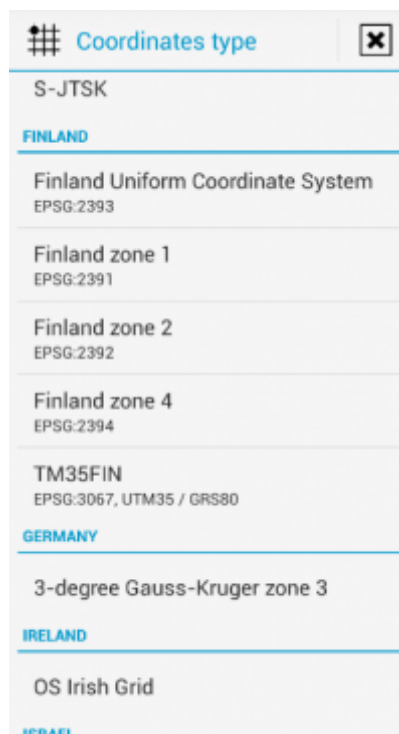 Coordinates type
S-JTSK
FINLAND
Finland Uniform Coordinate System
EPSG:2393
Finland zone 1
EPSG:2391
Finland zone 2
EPSG:2392
Finland zone 4
EPSG:2394
TM35FIN
EPSG:3067, UTM35 / GRS80
GERMANY
3-degree Gauss-Kruger zone 3
IRELAND
OS Irish Grid
ISRAEL